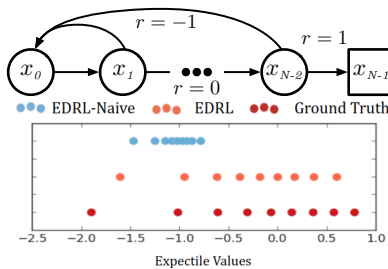 r = −1
r = 1
x0 x1 ••• xN-2 xN-1
r = 0
EDRL-Naive EDRL Ground Truth
−2.5 −2.0 −1.5 −1.0 −0.5 0.0 0.5 1.0
Expectile Values